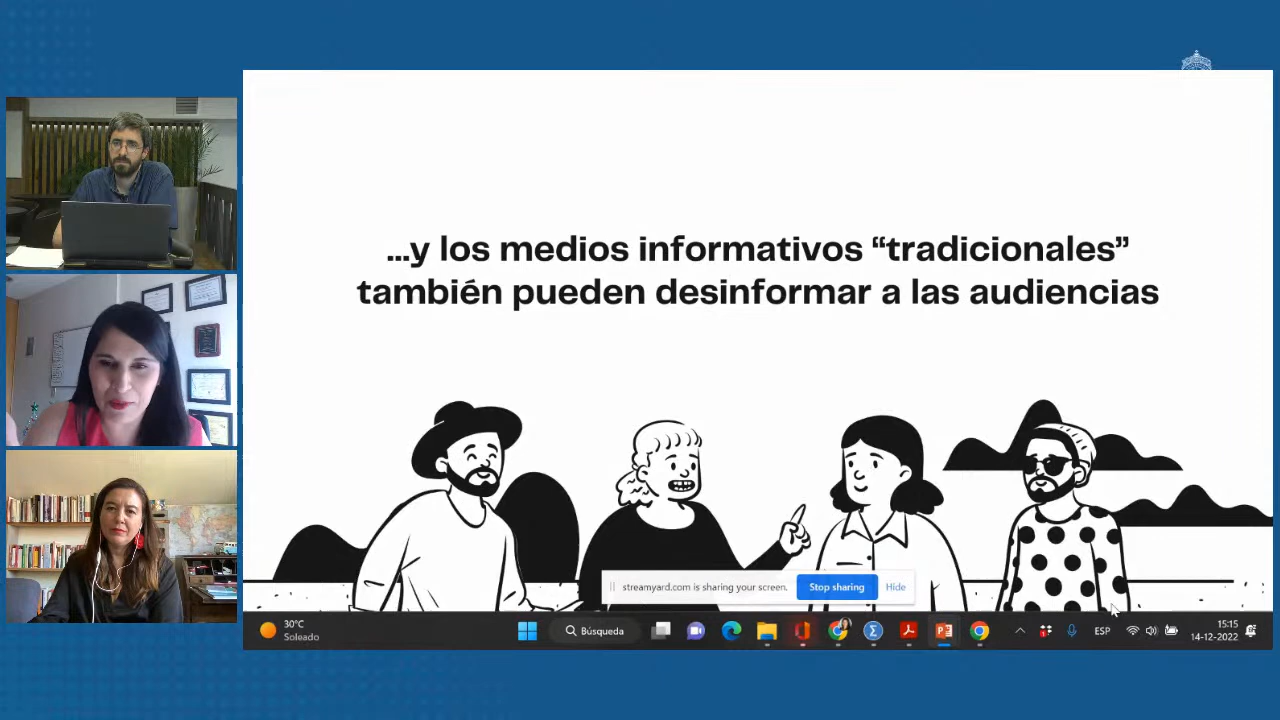 ...y los medios informativos “tradicionales”
también pueden desinformar a las audiencias
streamyard.com is sharing your screen.
Stop sharing
Hide
30°C
Soleado
Búsqueda
ESP
15:15
14-12-2022